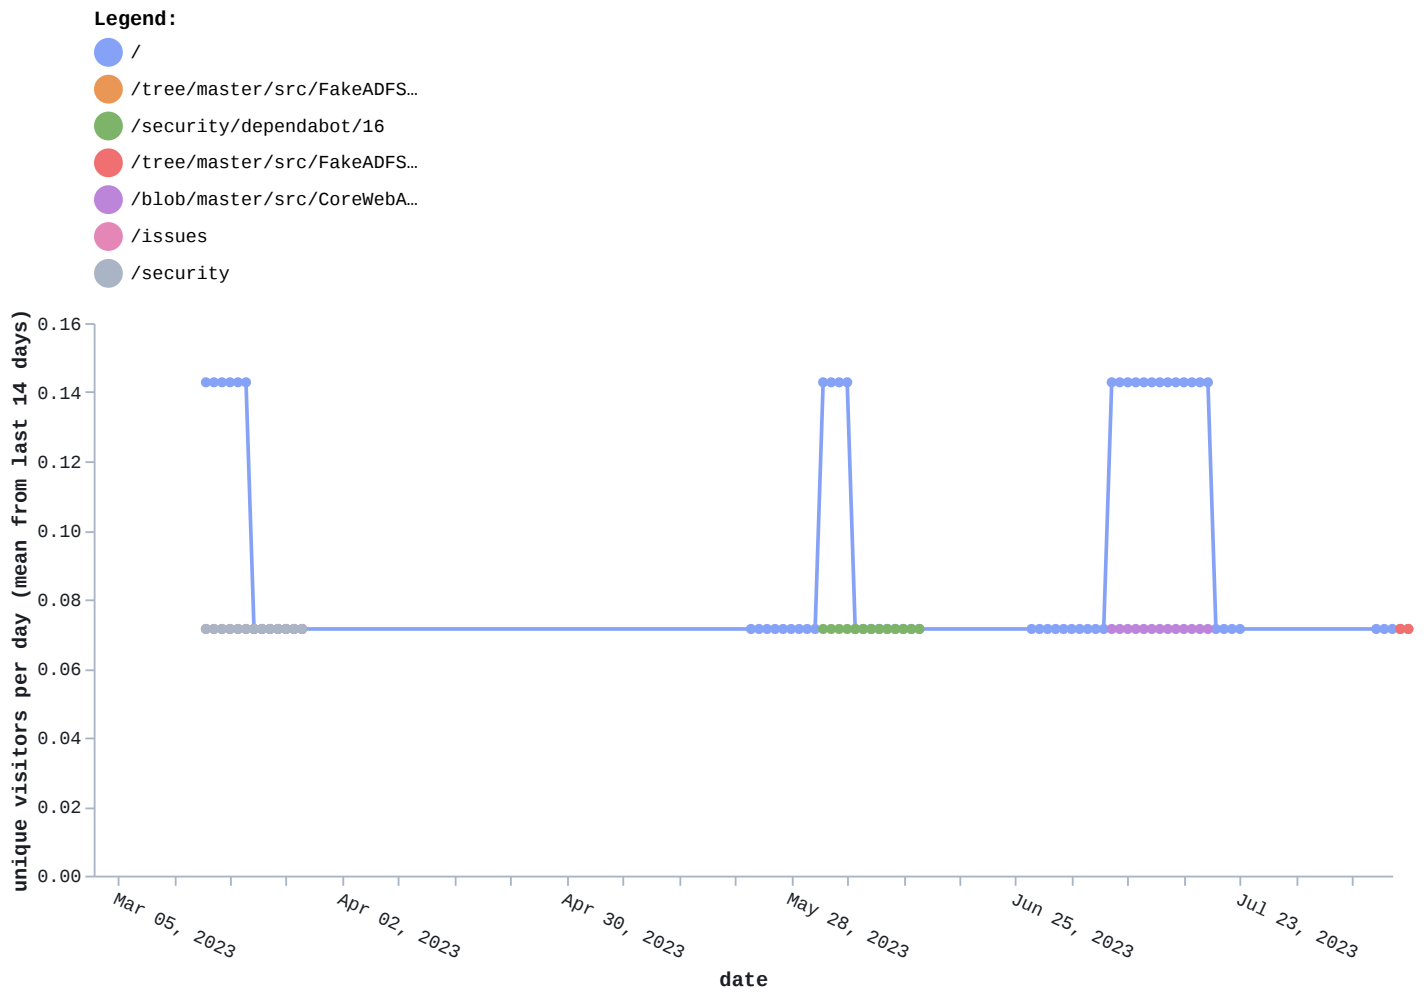 Legend:
/
/tree/master/src/FakeADFS…
/security/dependabot/16
/tree/master/src/FakeADFS…
/blob/master/src/CoreWebA…
/issues
/security
unique visitors per day (mean from last 14 days)
0.16
0.14
0.12
0.10
0.08
0.06
0.04
0.02
0.00
Mar 05, 2023
Apr 02, 2023
Apr 30, 2023
May 28, 2023
Jun 25, 2023
Jul 23, 2023
date